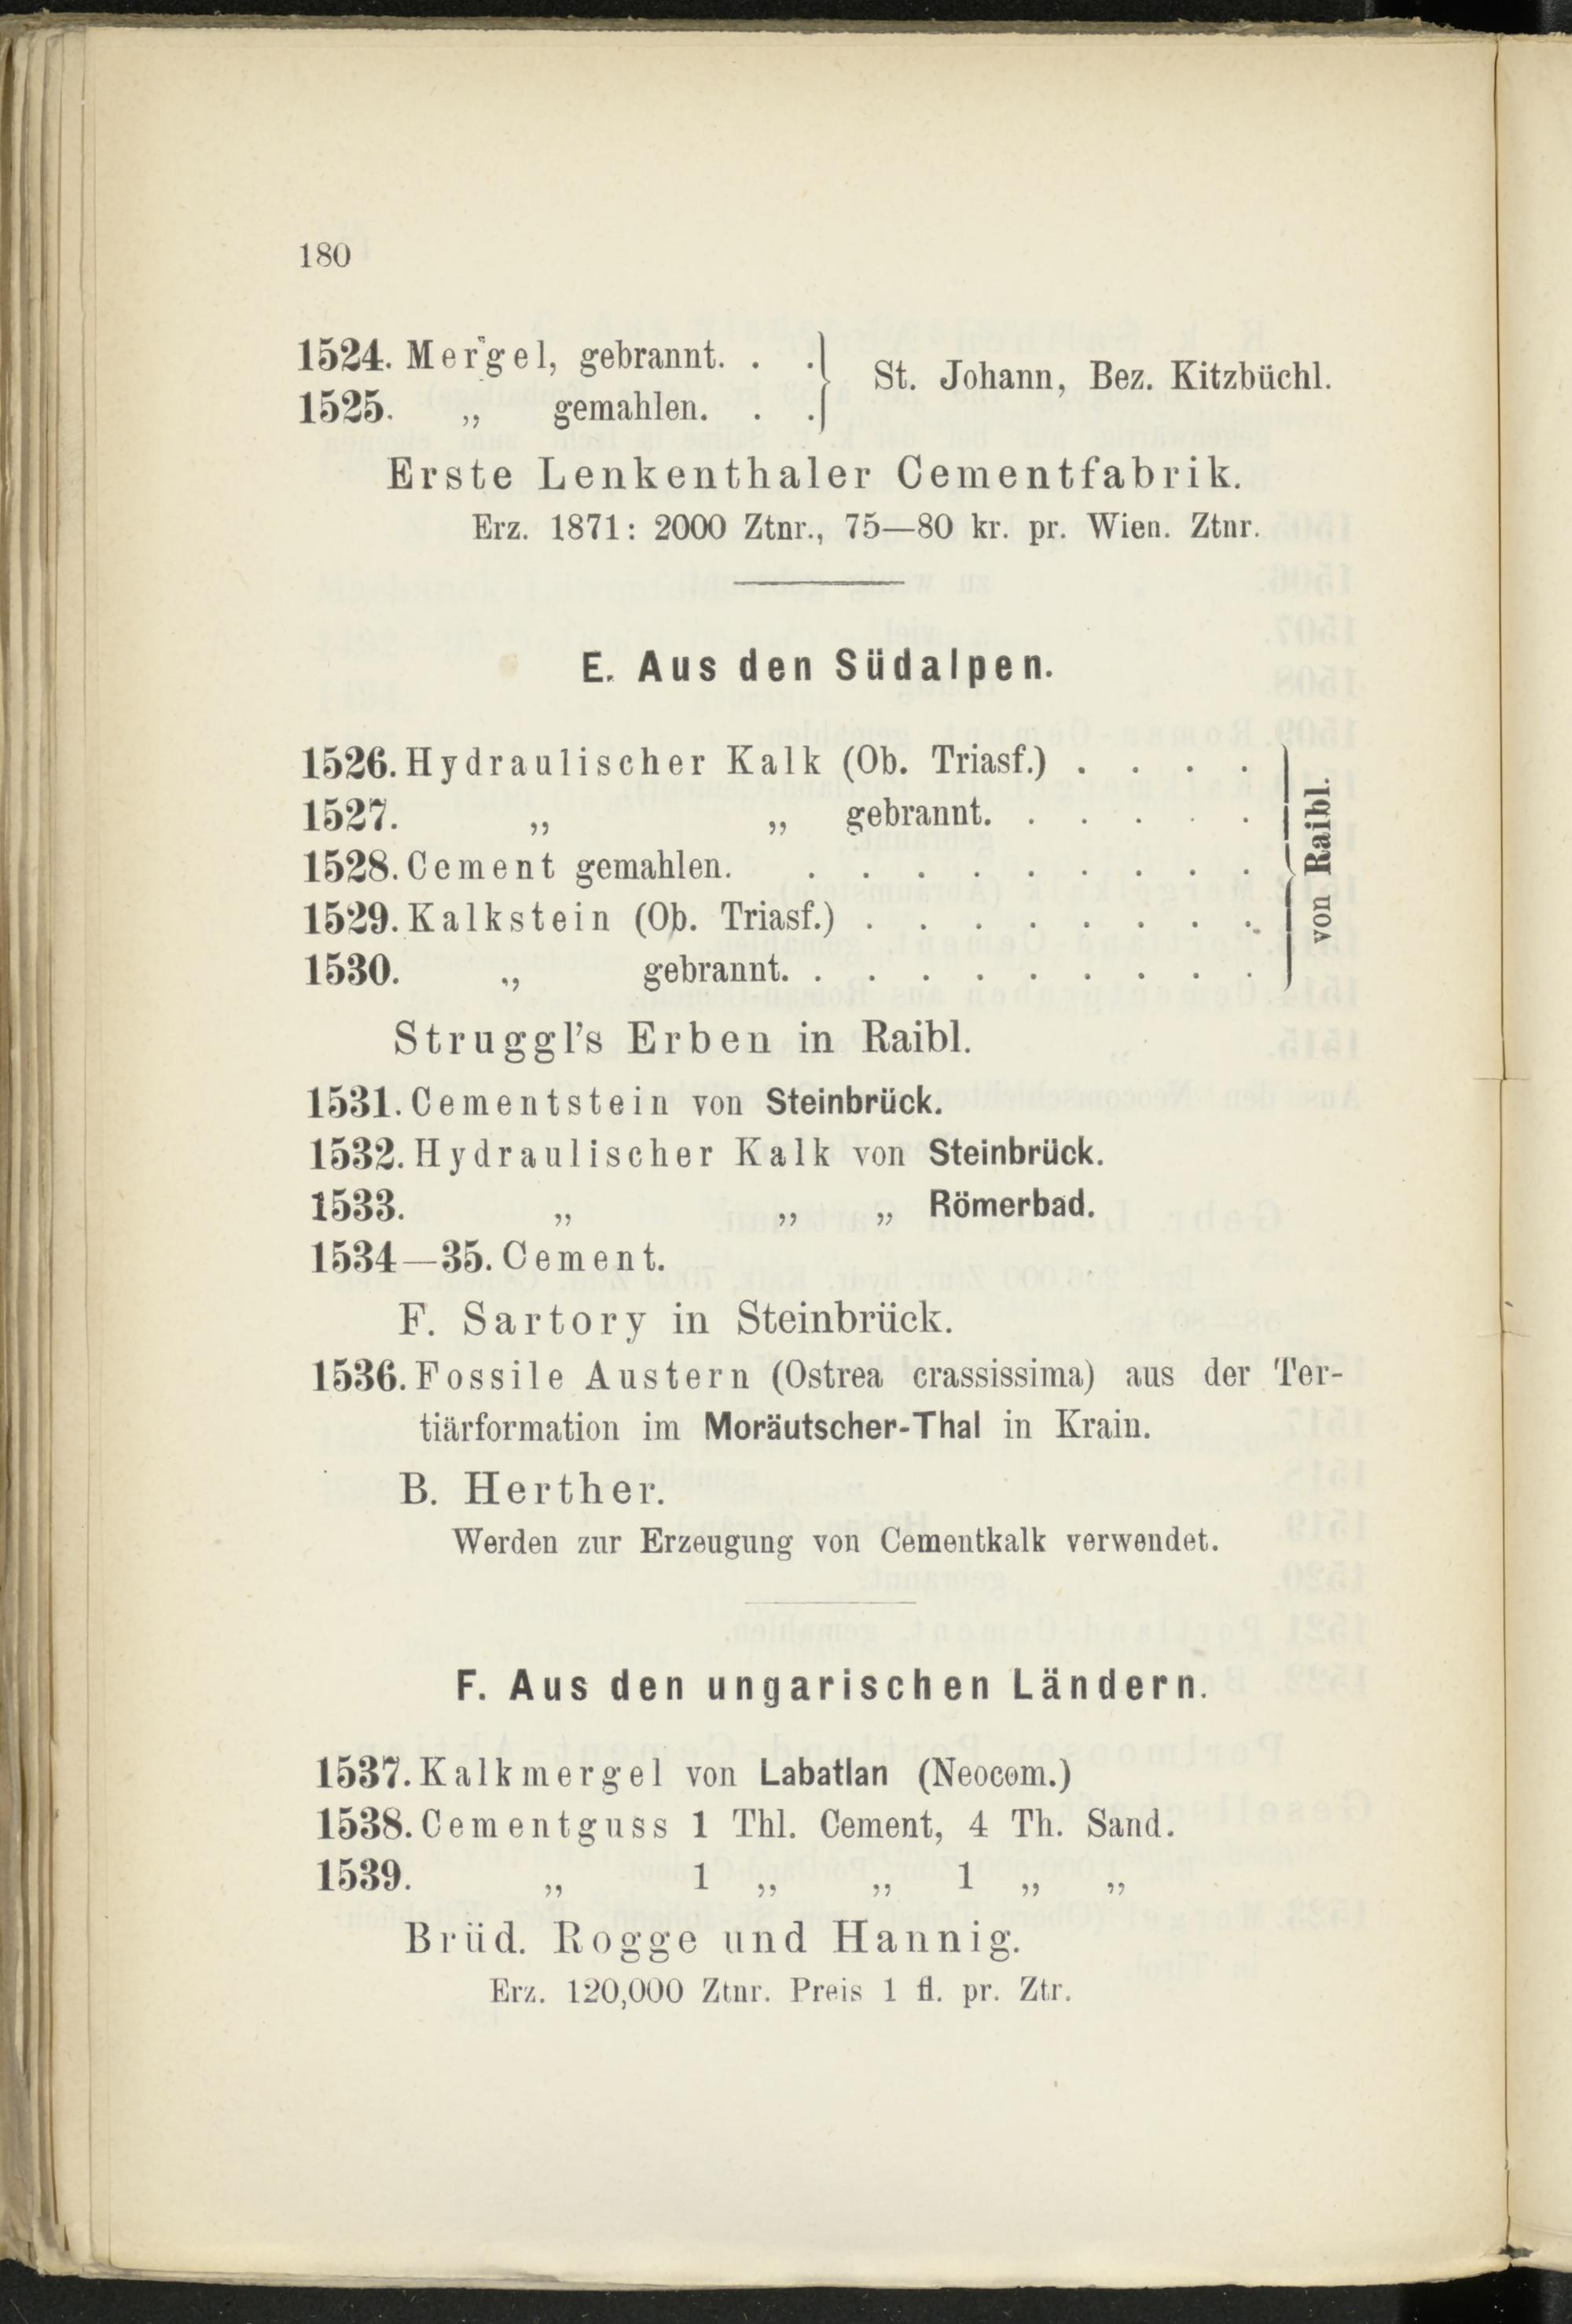 180
1524. Mergel, gebrannt. . . } St. Johann, Bez. Kitzbüchl.
1525. „ gemahlen. . . }
Erste Lenkenthaler Cementfabrik.
Erz. 1871: 2000 Ztnr., 75—80 kr. pr. Wien. Ztnr.
E. Aus den Südalpen.
1526. Hydraulischer Kalk (Ob. Triasf.) . . . .
1527. „ „ gebrannt. . . . . .
1528. Cement gemahlen. . . . . . . . . .
1529. Kalkstein (Ob. Triasf.) . . . . . . . .
1530. „ gebrannt. . . . . . . . . .
von Raibl.
Struggl's Erben in Raibl.
1531. Cementstein von Steinbrück.
1532. Hydraulischer Kalk von Steinbrück.
1533. „ „ „ Römerbad.
1534—35. Cement.
F. Sartory in Steinbrück.
1536. Fossile Austern (Ostrea crassissima) aus der Ter-
tiärformation im Moräutscher-Thal in Krain.
B. Herther.
Werden zur Erzeugung von Cementkalk verwendet.
F. Aus den ungarischen Ländern.
1537. Kalkmergel von Labatlan (Neocom.)
1538. Cementguss 1 Thl. Cement, 4 Th. Sand.
1539. „ 1 „ „ 1 „ „
Brüd. Rogge und Hannig.
Erz. 120,000 Ztnr. Preis 1 fl. pr. Ztr.